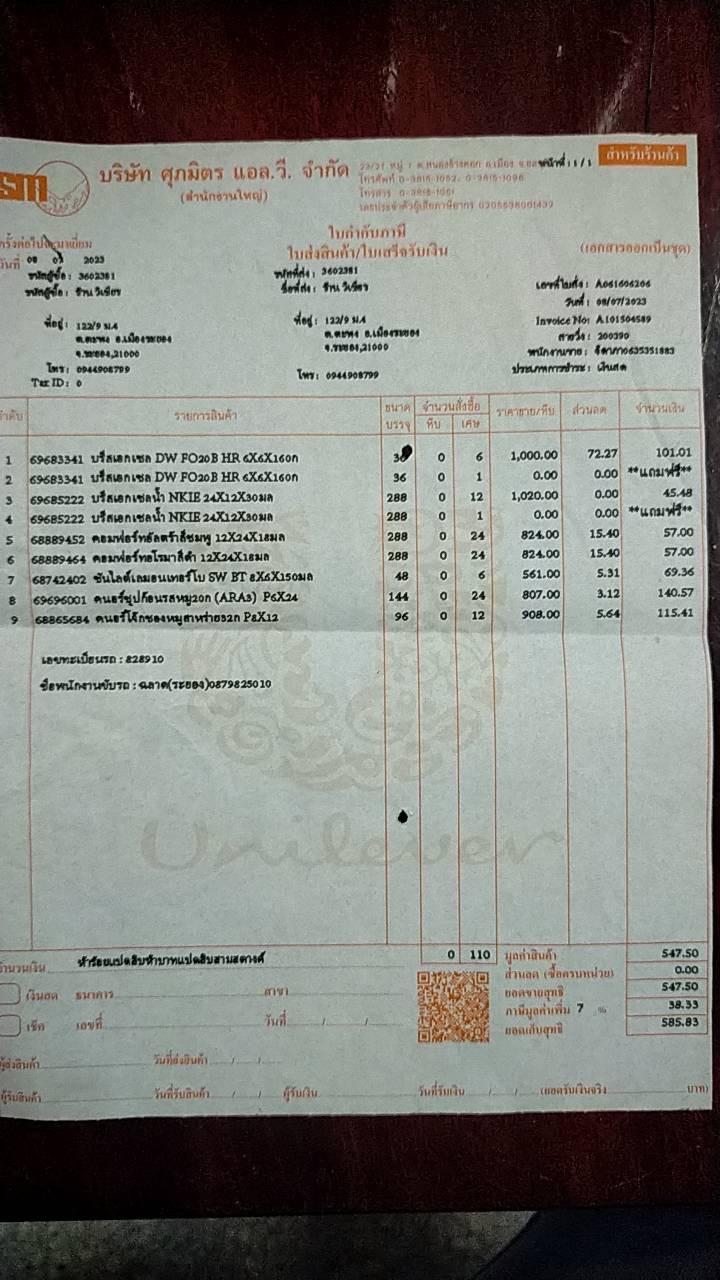 sm
บริษัท ศุภมิตร แอล.วี. จำกัด
(สำนักงานใหญ่)
หน้าที่ : 1 / 1
สำหรับร้านค้า
ใบกำกับภาษี
ใบส่งสินค้า/ใบเสร็จรับเงิน
(เอกสารออกเป็นชุด)
วันที่ 08 07 2023
รหัสผู้ซื้อ : 3602381
ชื่อผู้ซื้อ : ร้าน วิเชียร
ที่อยู่ : 122/9 ม.4
ต.ตะพง อ.เมืองระยอง
จ.ระยอง,21000
โทร : 0944908799
Tax ID : 0
รหัสที่ส่ง : 3602381
ชื่อที่ส่ง : ร้าน วิเชียร
ที่อยู่ : 122/9 ม.4
ต.ตะพง อ.เมืองระยอง
จ.ระยอง,21000
โทร : 0944908799
เลขที่ใบสั่ง : A061606206
วันที่ : 08/07/2023
Invoice No: A101504589
สายวิ่ง : 200390
ประเภทการชำระ : เงินสด
ลำดับ รายการสินค้า ขนาดบรรจุ จำนวนสั่งซื้อ หีบ เศษ ราคาขาย/หีบ ส่วนลด จำนวนเงิน
1 69683341 บรีสเอกเซล DW FO20B HR 6X6X160ก 36 0 6 1,000.00 72.27 101.01
2 69683341 บรีสเอกเซล DW FO20B HR 6X6X160ก 36 0 1 0.00 0.00 **แถมฟรี**
3 69685222 บรีสเอกเซลน้ำ NKIE 24X12X30มล 288 0 12 1,020.00 0.00 45.48
4 69685222 บรีสเอกเซลน้ำ NKIE 24X12X30มล 288 0 1 0.00 0.00 **แถมฟรี**
5 68889452 คอมฟอร์ทอัลตร้าสีชมพู 12X24X18มล 288 0 24 824.00 15.40 57.00
6 68889464 คอมฟอร์ทอโรมาสีดำ 12X24X18มล 288 0 24 824.00 15.40 57.00
7 68742402 ซันไลต์เลมอนเทอร์โบ SW BT 8X6X150มล 48 0 6 561.00 5.31 69.36
8 69696001 คนอร์ซุปก้อนรสหมู20ก (ARA3) P6X24 144 0 24 807.00 3.12 140.57
9 68865684 คนอร์โจ๊กซองหมูสาหร่าย32ก P8X12 96 0 12 908.00 5.64 115.41
เลขทะเบียนรถ : 828910
ชื่อพนักงานขับรถ : ฉลาด(ระยอง)0879825010
Unilever
จำนวนเงิน ห้าร้อยแปดสิบห้าบาทแปดสิบสามสตางค์
0 110
มูลค่าสินค้า 547.50
ส่วนลด (ซื้อครบหน่วย) 0.00
ยอดขายสุทธิ 547.50
ภาษีมูลค่าเพิ่ม 7 % 38.33
ยอดเก็บสุทธิ 585.83
เงินสด ธนาคาร สาขา
เช็ค เลขที่ วันที่ / /
ผู้ส่งสินค้า วันที่ส่งสินค้า / /
ผู้รับสินค้า วันที่รับสินค้า / / ผู้รับเงิน วันที่รับเงิน / / (ยอดรับเงินจริง บาท)